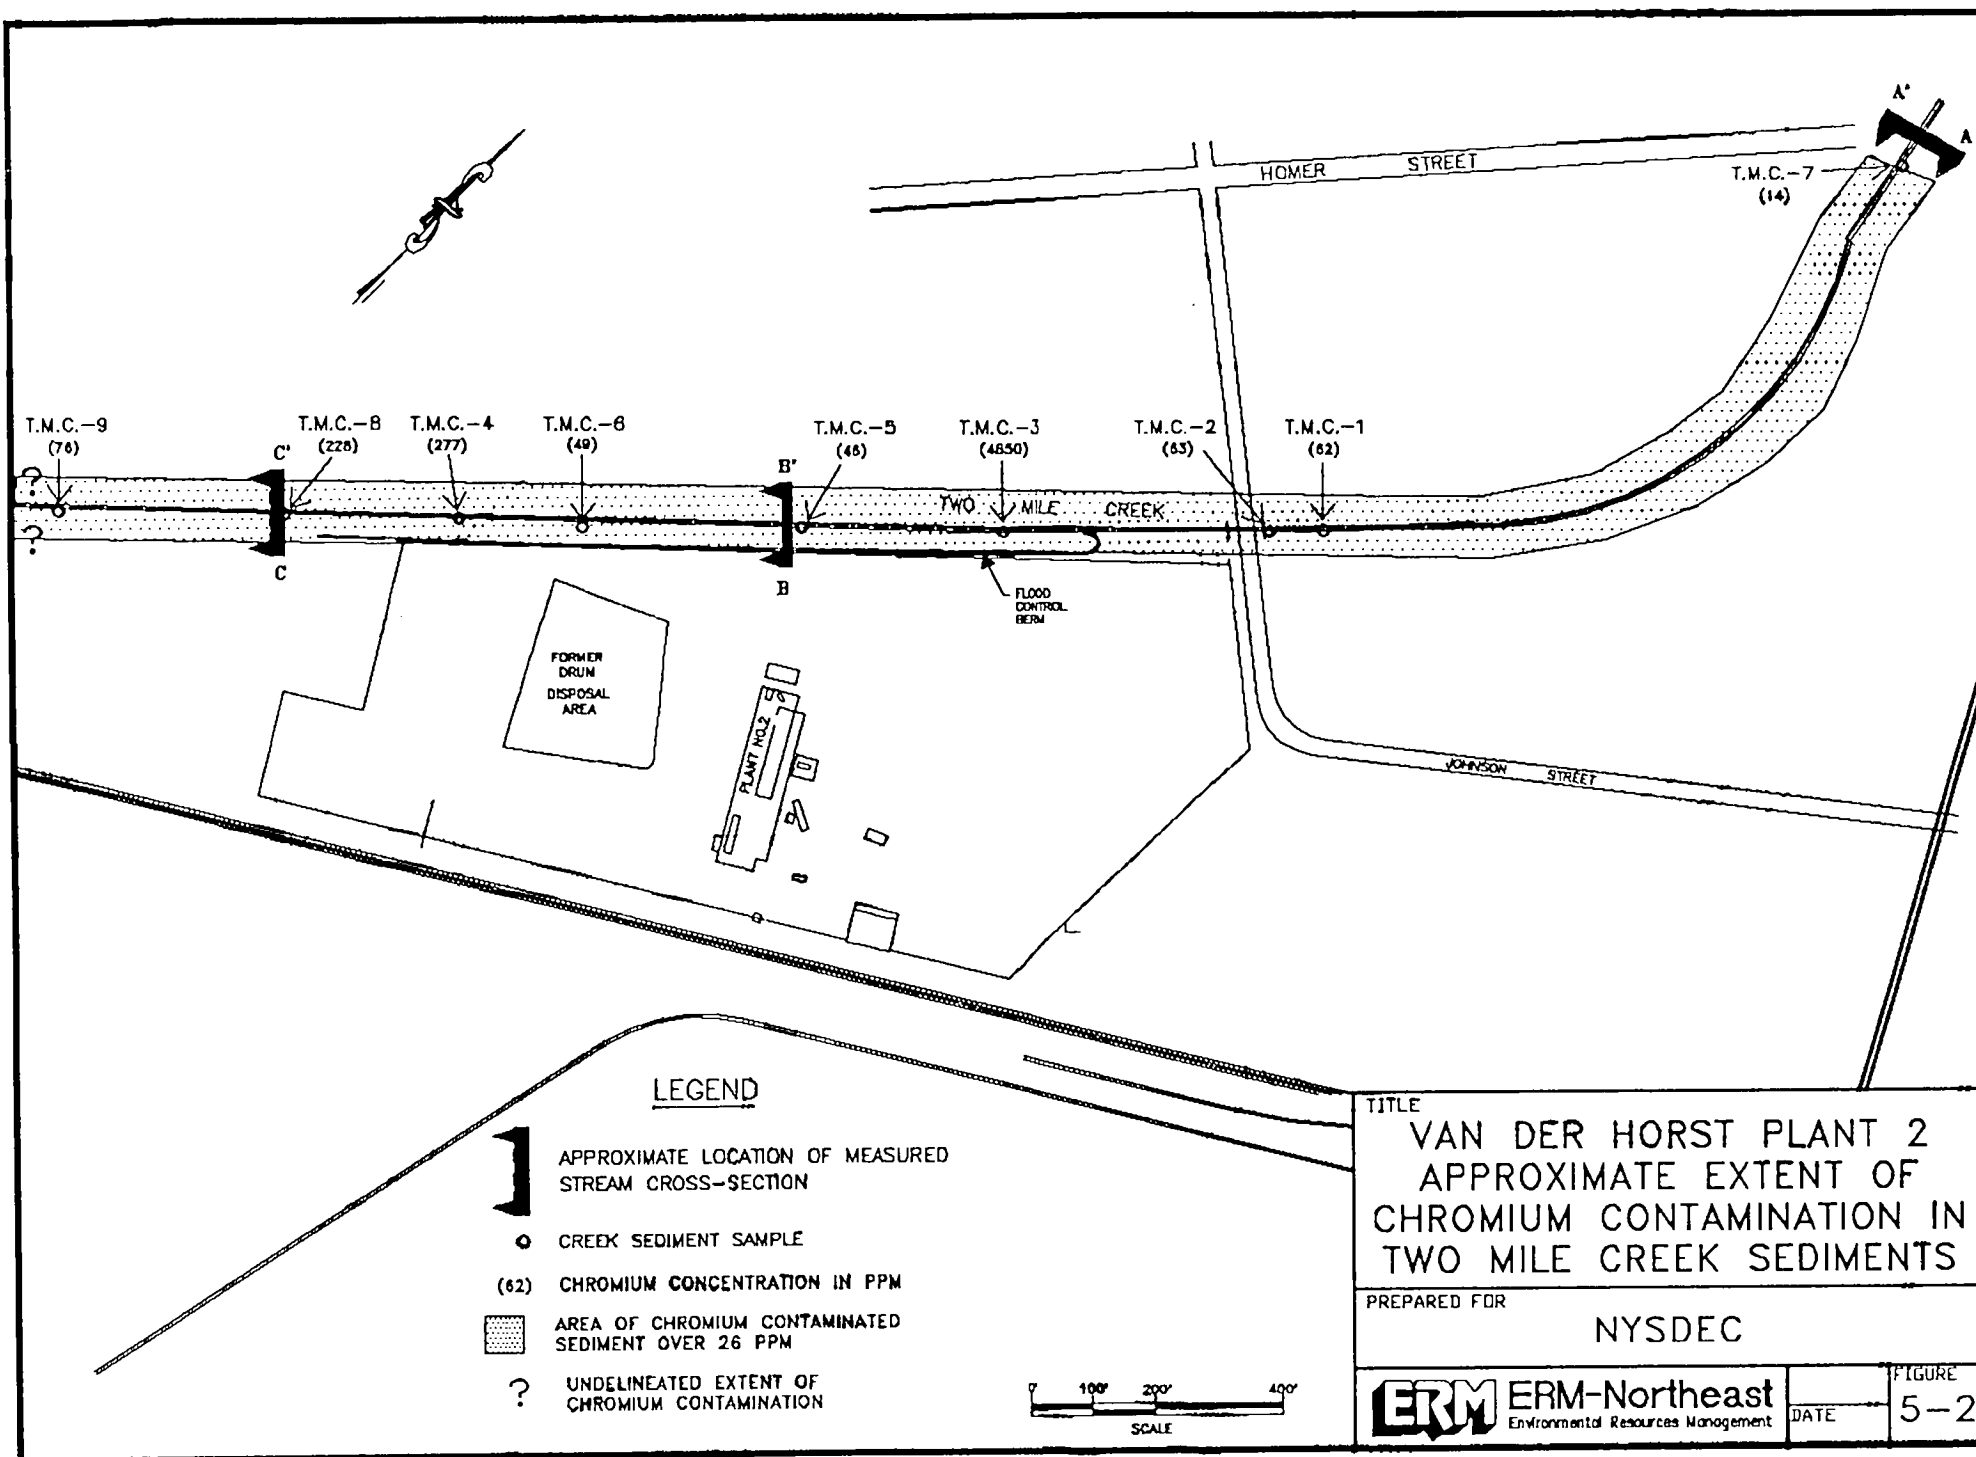 A'
A
HOMER STREET
T.M.C.-7
(14)
T.M.C.-9
(76)
T.M.C.-8
(228)
T.M.C.-4
(277)
T.M.C.-6
(49)
T.M.C.-5
(46)
T.M.C.-3
(4850)
T.M.C.-2
(63)
T.M.C.-1
(62)
C'
B'
?
?
TWO MILE CREEK
C
B
FLOOD
CONTROL
BERM
FORMER
DRUM
DISPOSAL
AREA
PLANT NO.2
JOHNSON STREET
LEGEND
APPROXIMATE LOCATION OF MEASURED
STREAM CROSS-SECTION
CREEK SEDIMENT SAMPLE
(62) CHROMIUM CONCENTRATION IN PPM
AREA OF CHROMIUM CONTAMINATED
SEDIMENT OVER 26 PPM
? UNDELINEATED EXTENT OF
CHROMIUM CONTAMINATION
0' 100' 200' 400'
SCALE
TITLE
VAN DER HORST PLANT 2
APPROXIMATE EXTENT OF
CHROMIUM CONTAMINATION IN
TWO MILE CREEK SEDIMENTS
PREPARED FOR
NYSDEC
ERM ERM-Northeast
Environmental Resources Management
DATE
FIGURE
5-2